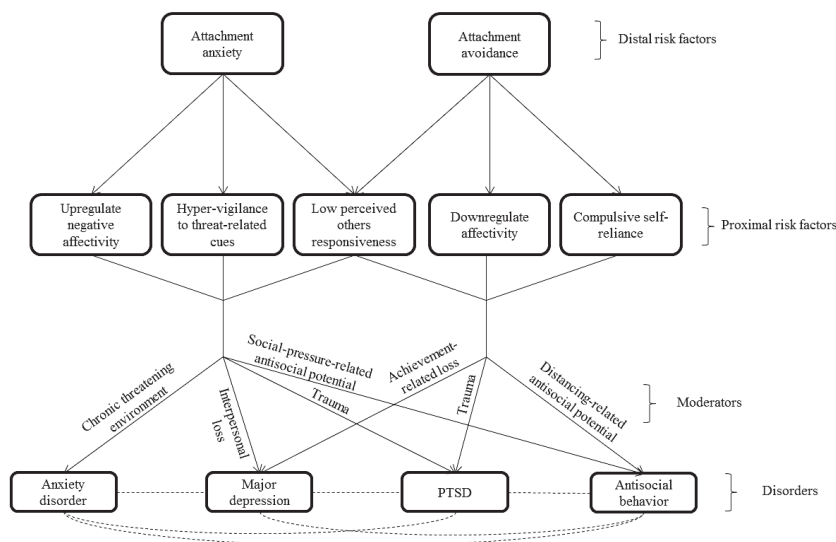 Attachment
anxiety
Attachment
avoidance
Distal risk factors
Upregulate
negative
affectivity
Hyper-vigilance
to threat-related
cues
Low perceived
others
responsiveness
Downregulate
affectivity
Compulsive self-
reliance
Proximal risk factors
Chronic threatening
environment
Interpersonal
loss
Social-pressure-related
antisocial potential
Trauma
Achievement-
related loss
Trauma
Distancing-related
antisocial potential
Moderators
Anxiety
disorder
Major
depression
PTSD
Antisocial
behavior
Disorders